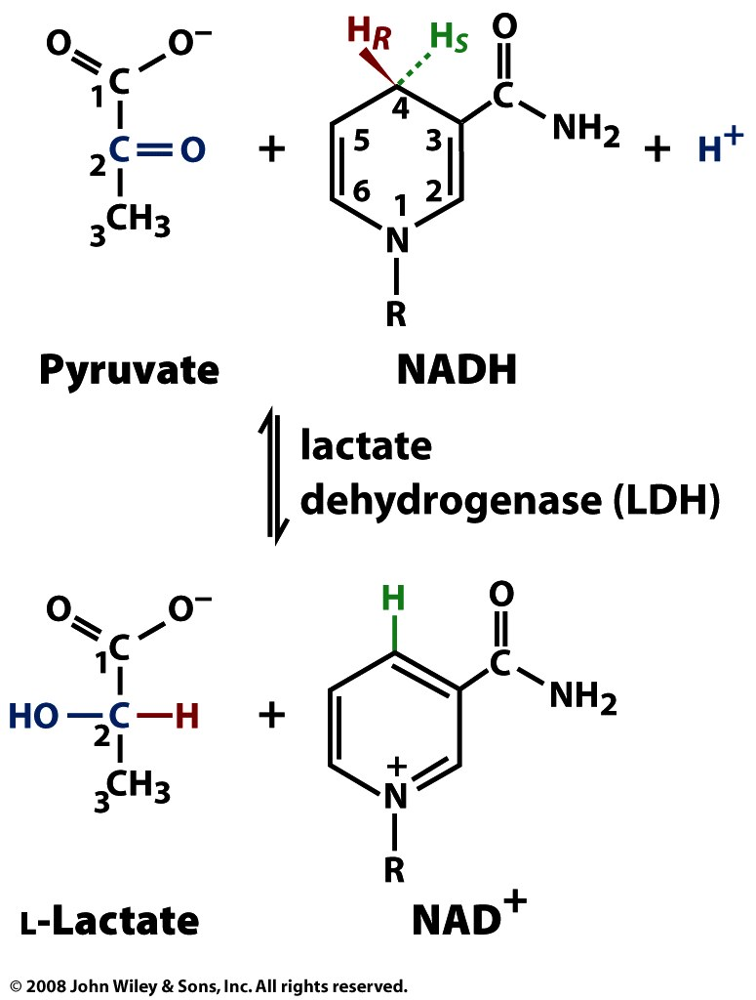 O O⁻ H_R H_S O
1 C 4 C
2 C=O + 5 3 NH₂ + H⁺
6 1 2
3 CH₃ N
R
Pyruvate NADH
lactate
dehydrogenase (LDH)
O O⁻ H O
1 C C
HO C H + NH₂
2
3 CH₃ + N
R
L-Lactate NAD⁺
© 2008 John Wiley & Sons, Inc. All rights reserved.